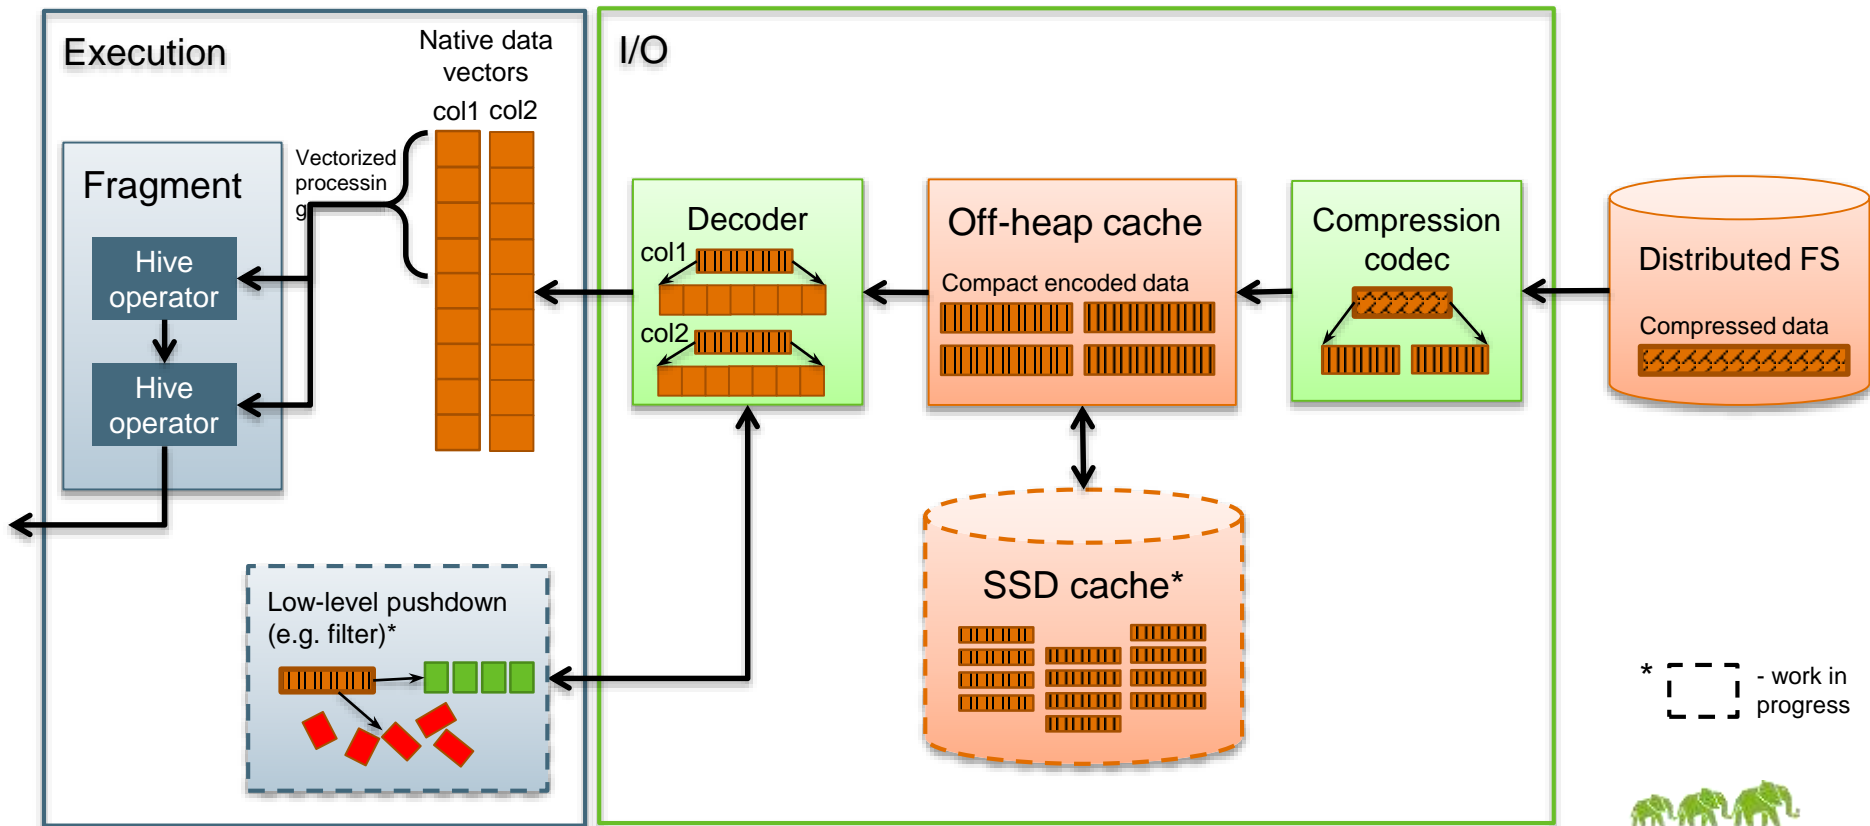 Execution
Native data
vectors
col1 col2
Vectorized
processin
g
Fragment
Hive
operator
Hive
operator
Low-level pushdown
(e.g. filter)*
I/O
Decoder
col1
col2
Off-heap cache
Compact encoded data
SSD cache*
Compression
codec
Distributed FS
Compressed data
* - work in
progress